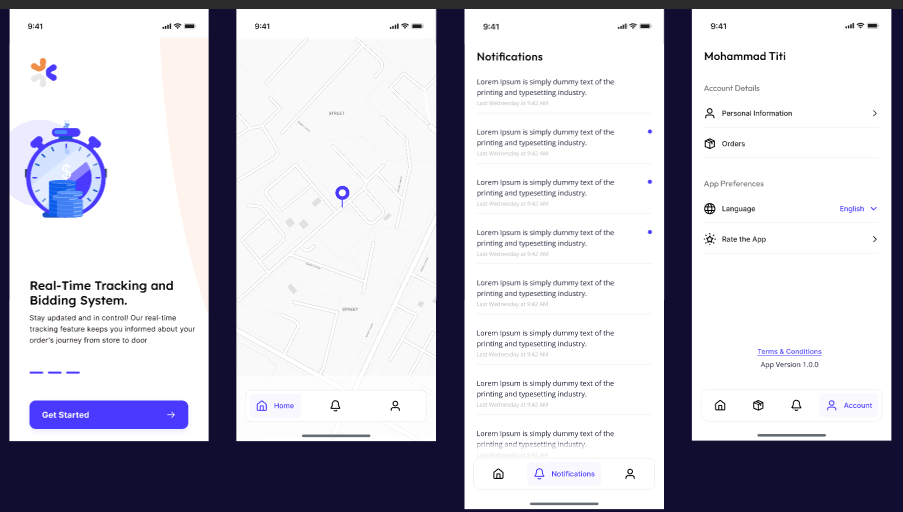 9:41
Real-Time Tracking and
Bidding System.
Stay updated and in control! Our real-time
tracking feature keeps you informed about your
order's journey from store to door
Get Started
9:41
STREET
STREET
Home
9:41
Notifications
Lorem Ipsum is simply dummy text of the
printing and typesetting industry.
Last Wednesday at 9:42 AM
Lorem Ipsum is simply dummy text of the
printing and typesetting industry.
Last Wednesday at 9:42 AM
Lorem Ipsum is simply dummy text of the
printing and typesetting industry.
Last Wednesday at 9:42 AM
Lorem Ipsum is simply dummy text of the
printing and typesetting industry.
Last Wednesday at 9:42 AM
Lorem Ipsum is simply dummy text of the
printing and typesetting industry.
Last Wednesday at 9:42 AM
Lorem Ipsum is simply dummy text of the
printing and typesetting industry.
Last Wednesday at 9:42 AM
Lorem Ipsum is simply dummy text of the
printing and typesetting industry.
Last Wednesday at 9:42 AM
Lorem Ipsum is simply dummy text of the
printing and typesetting industry.
Last Wednesday at 9:42 AM
Notifications
9:41
Mohammad Titi
Account Details
Personal Information
Orders
App Preferences
Language English
Rate the App
Terms & Conditions
App Version 1.0.0
Account